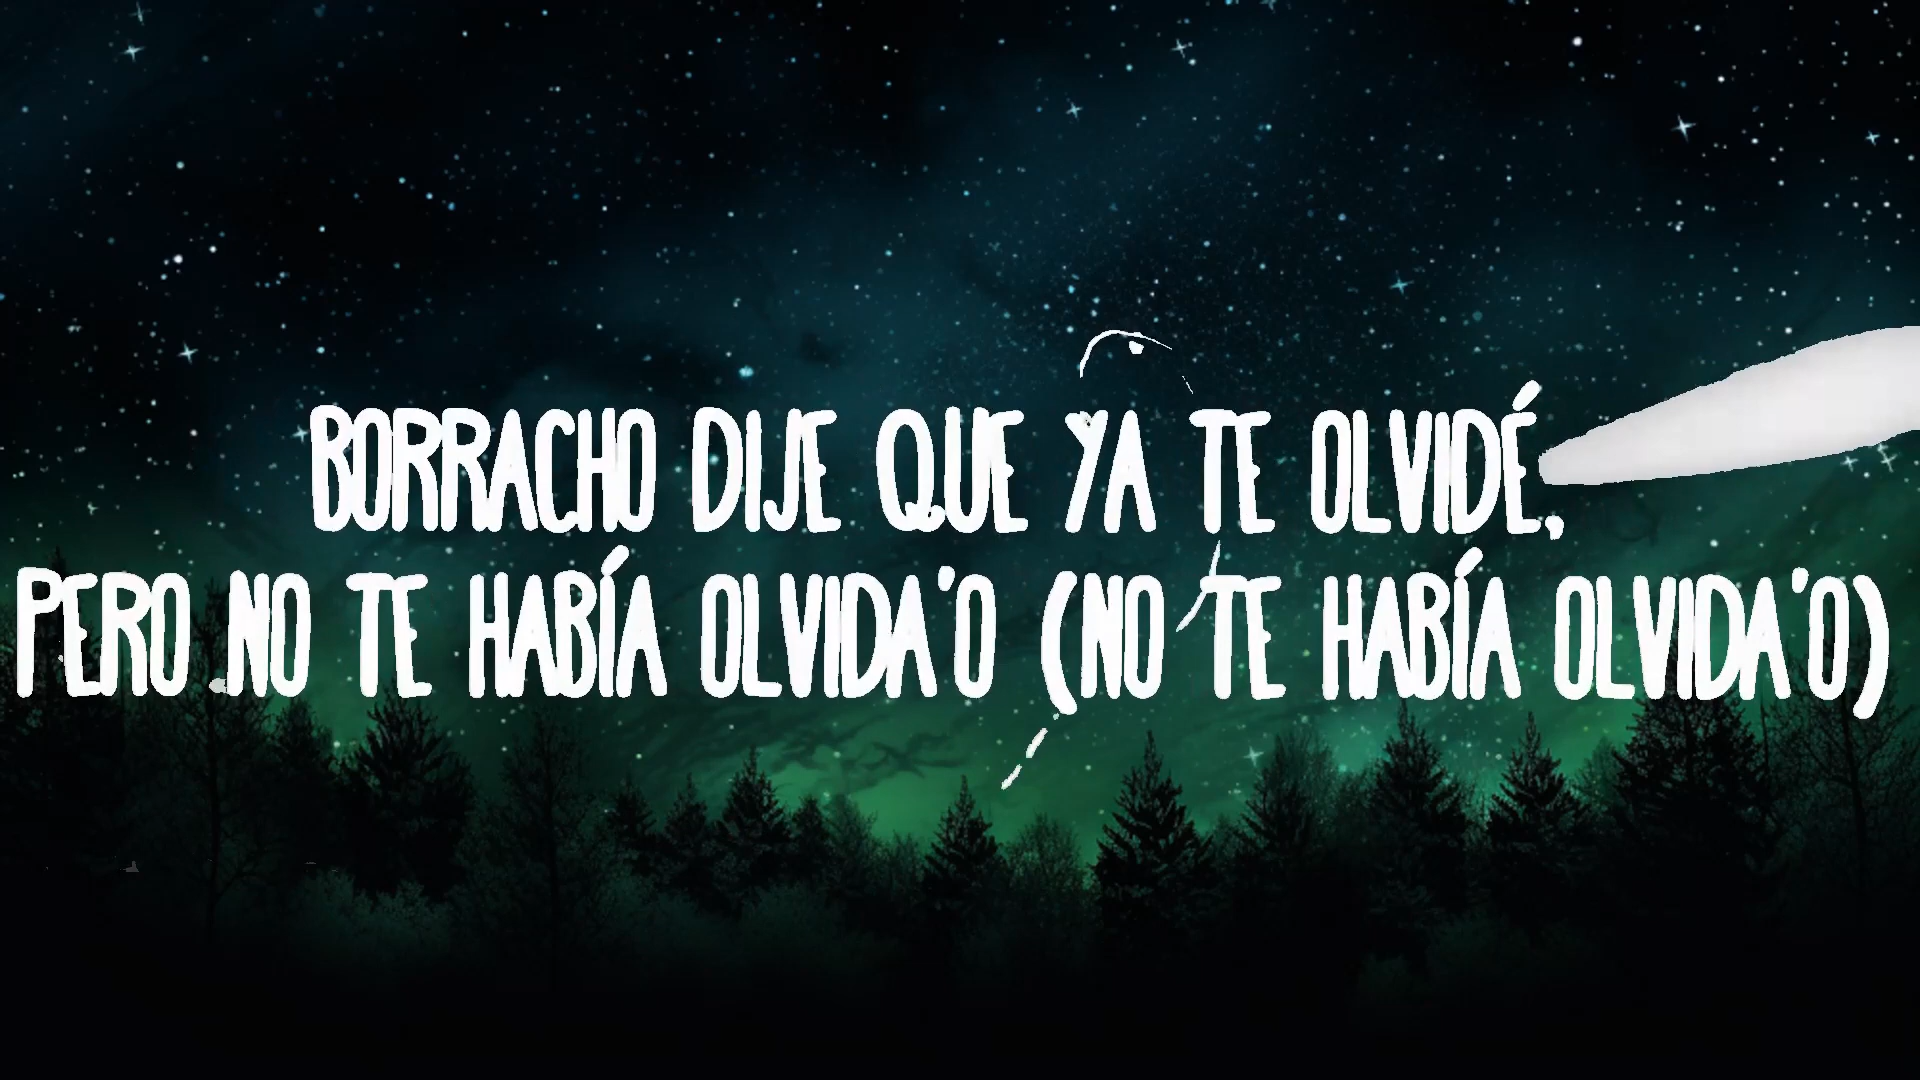 BORRACHO DIJE QUE YA TE OLVIDÉ,
PERO NO TE HABÍA OLVIDA'O (NO TE HABÍA OLVIDA'O)